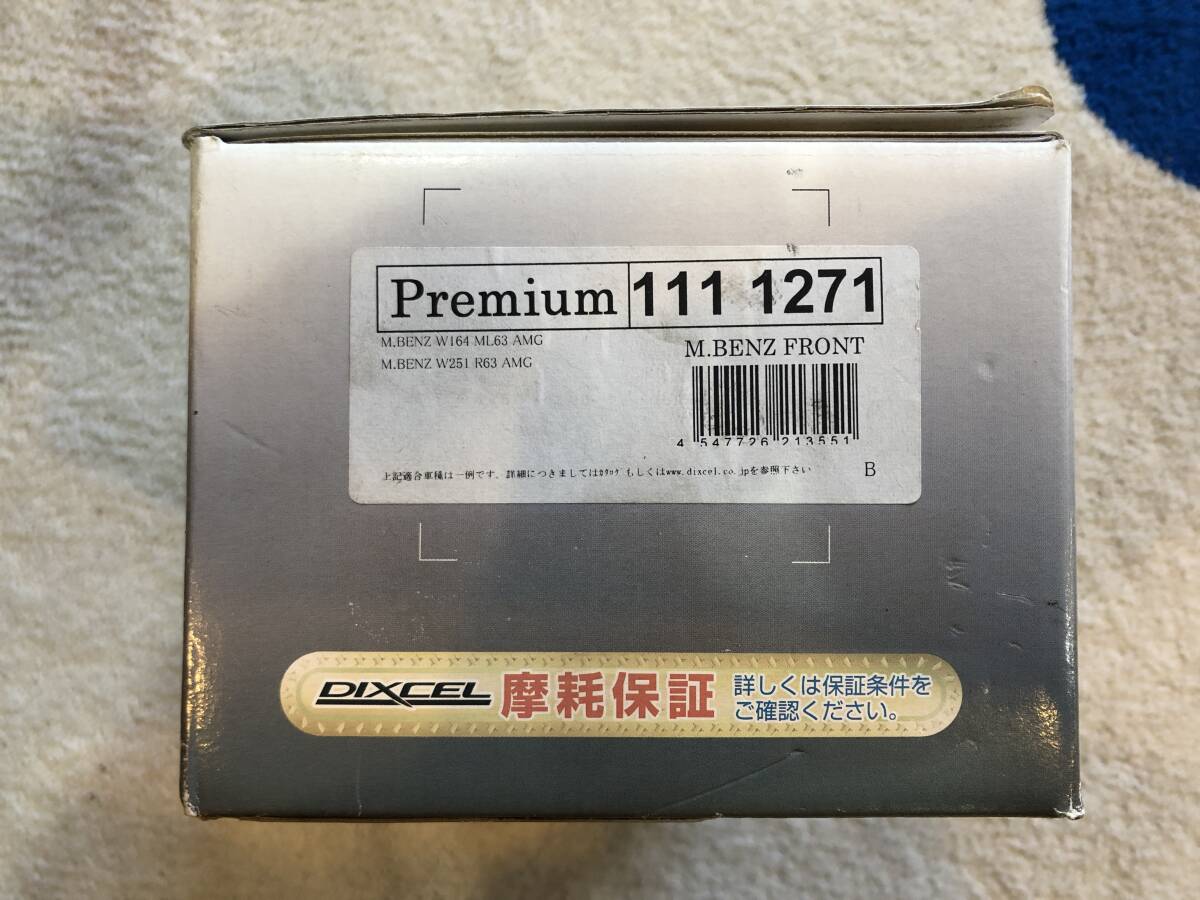 Premium 111 1271
M.BENZ W164 ML63 AMG
M.BENZ W251 R63 AMG
M.BENZ FRONT
4 547726 213551
上記適合車種は一例です。詳細につきましてはｶﾀﾛｸﾞもしくはwww.dixcel.co.jpを参照下さい
B
DIXCEL 摩耗保証 詳しくは保証条件を
ご確認ください。